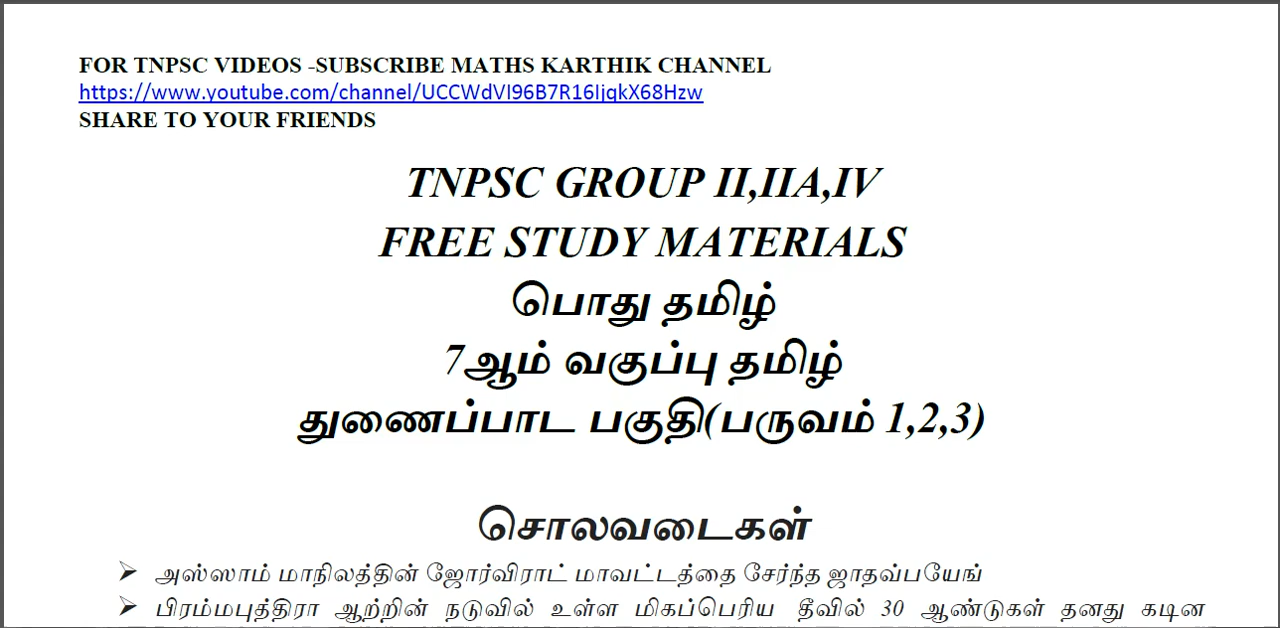 FOR TNPSC VIDEOS -SUBSCRIBE MATHS KARTHIK CHANNEL
https://www.youtube.com/channel/UCCWdVI96B7R16IjqkX68Hzw
SHARE TO YOUR FRIENDS
TNPSC GROUP II,IIA,IV
FREE STUDY MATERIALS
பொது தமிழ்
7ஆம் வகுப்பு தமிழ்
துணைப்பாட பகுதி(பருவம் 1,2,3)
சொலவடைகள்
➢ அஸ்ஸாம் மாநிலத்தின் ஜோர்விராட் மாவட்டத்தை சேர்ந்த ஜாதவ்பயேங்
➢ பிரம்மபுத்திரா ஆற்றின் நடுவில் உள்ள மிகப்பெரிய தீவில் 30 ஆண்டுகள் தனது கடின